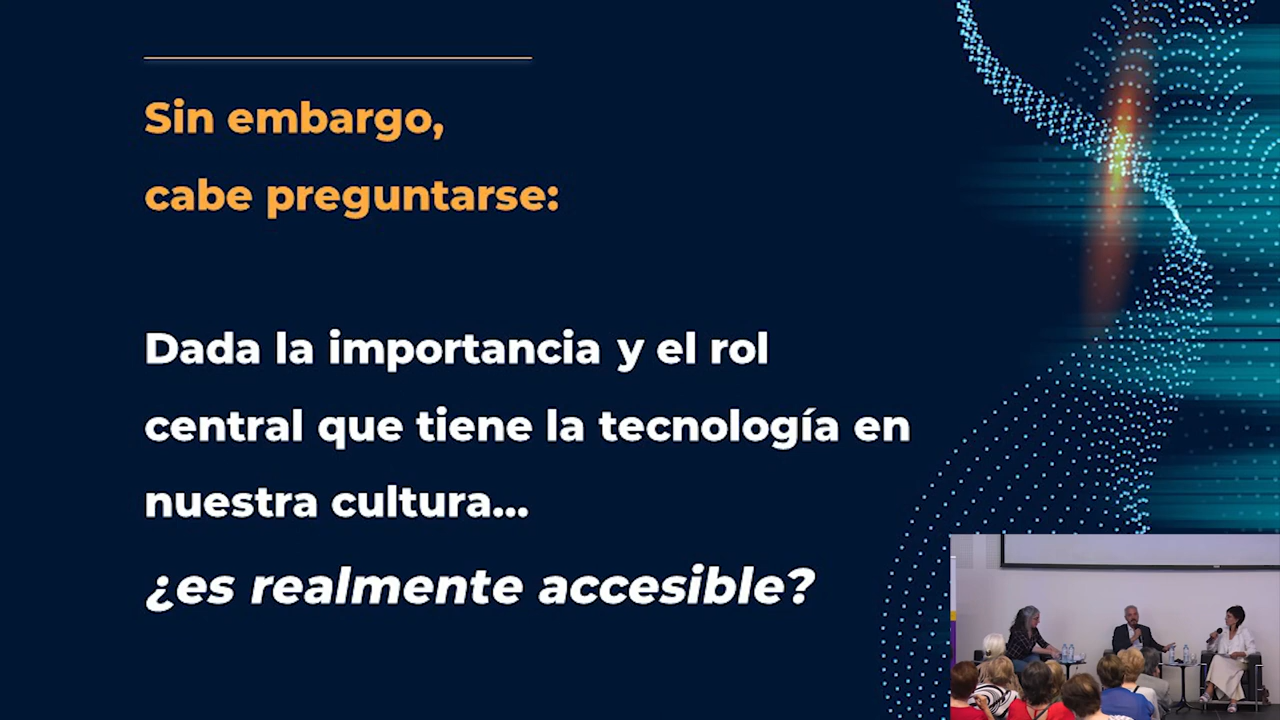 Sin embargo,
cabe preguntarse:
Dada la importancia y el rol
central que tiene la tecnología en
nuestra cultura...
¿es realmente accesible?